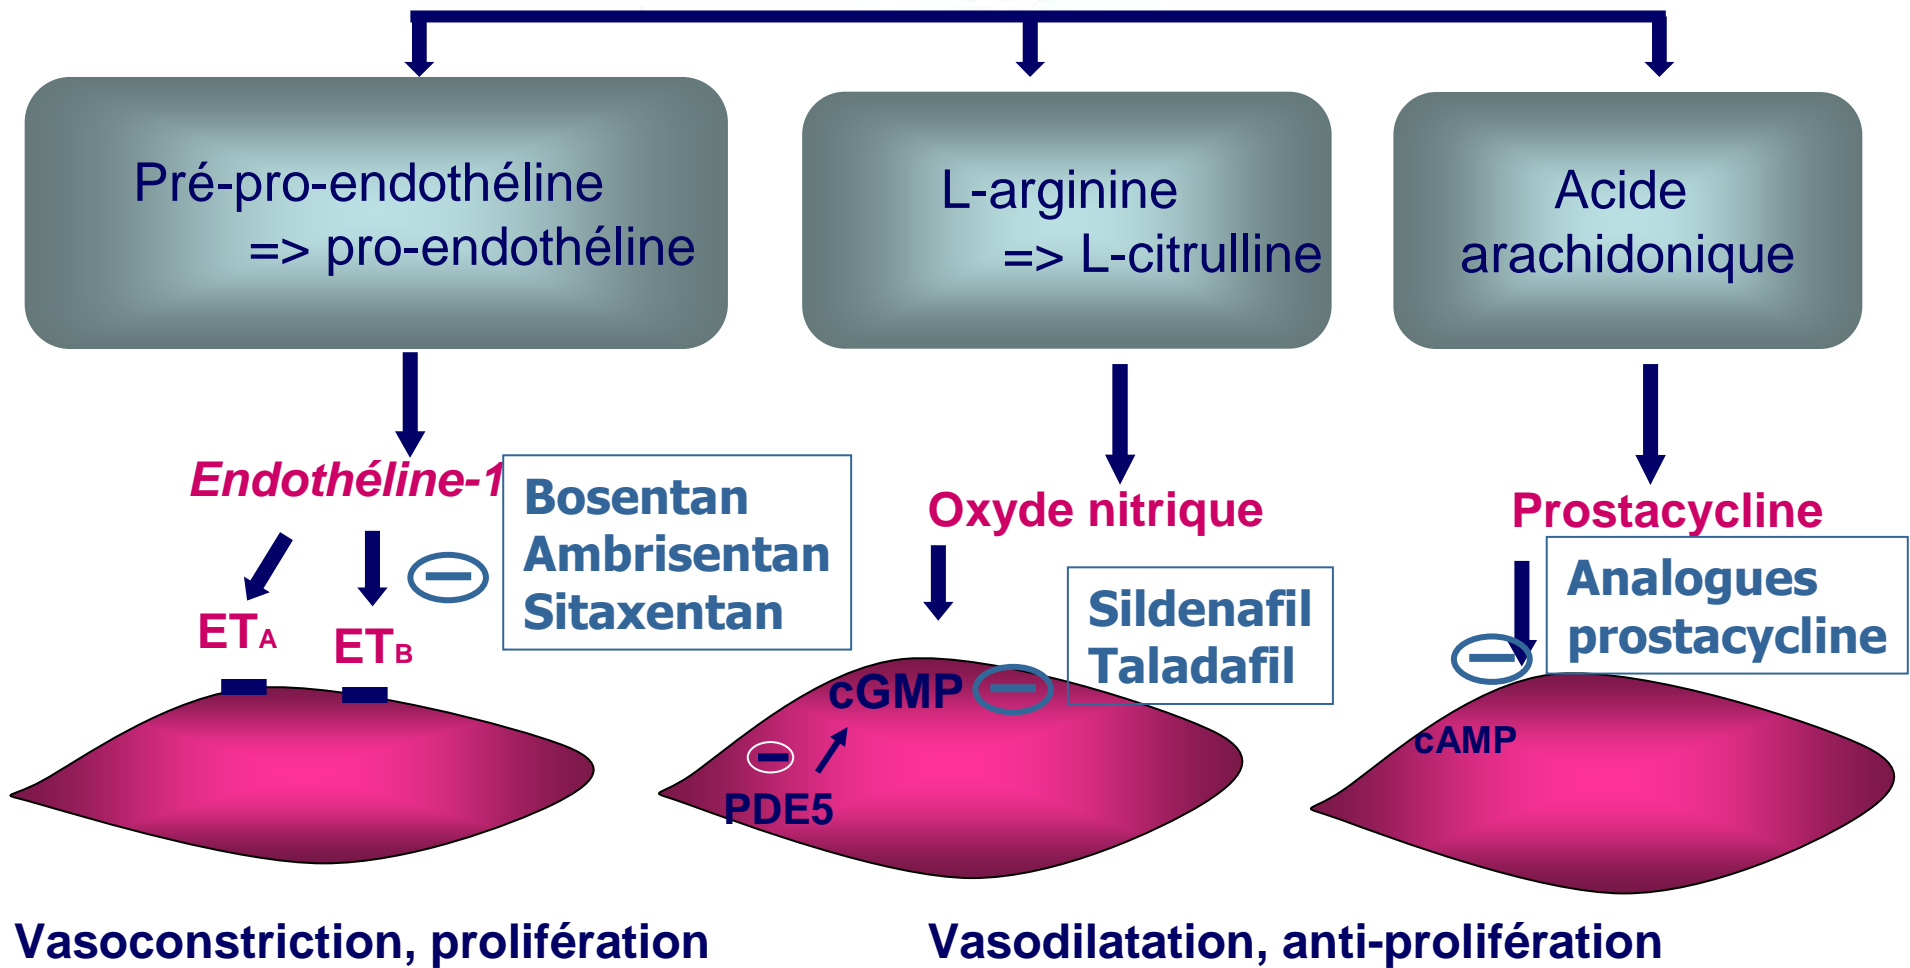 Pré-pro-endothéline
=> pro-endothéline
L-arginine
=> L-citrulline
Acide
arachidonique
Endothéline-1
Bosentan
Ambrisentan
Sitaxentan
ETA
ETB
Oxyde nitrique
Sildenafil
Taladafil
cGMP
PDE5
Prostacycline
Analogues
prostacycline
cAMP
Vasoconstriction, prolifération
Vasodilatation, anti-prolifération